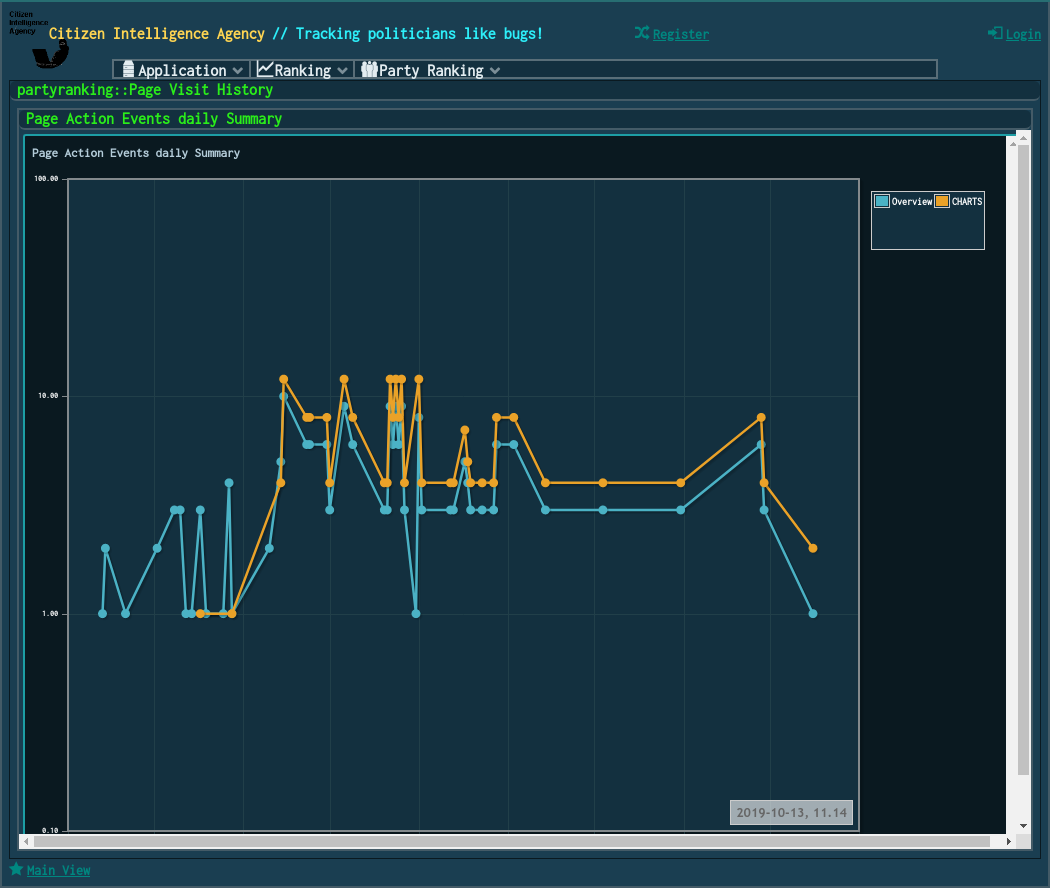 Citizen
Intelligence
Agency
Citizen Intelligence Agency // Tracking politicians like bugs!
Register
Login
Application
Ranking
Party Ranking
partyranking::Page Visit History
Page Action Events daily Summary
Page Action Events daily Summary
100.00
Overview CHARTS
10.00
1.00
0.10
2019-10-13, 11.14
Main View